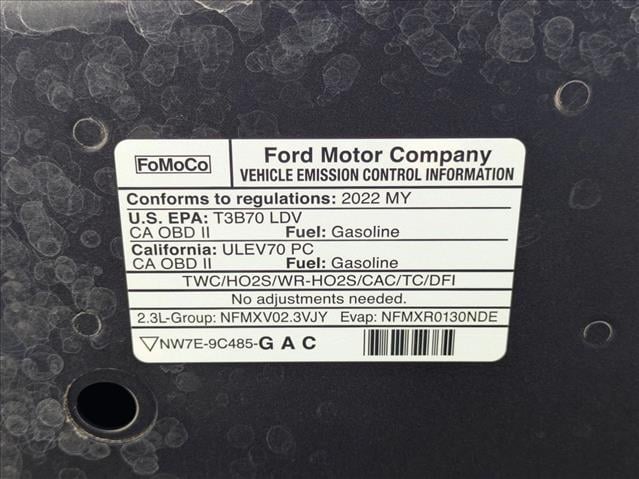 FoMoCo
Ford Motor Company
VEHICLE EMISSION CONTROL INFORMATION
Conforms to regulations: 2022 MY
U.S. EPA: T3B70 LDV
CA OBD II Fuel: Gasoline
California: ULEV70 PC
CA OBD II Fuel: Gasoline
TWC/HO2S/WR-HO2S/CAC/TC/DFI
No adjustments needed.
2.3L-Group: NFMXV02.3VJY Evap: NFMXR0130NDE
NW7E-9C485-G A C